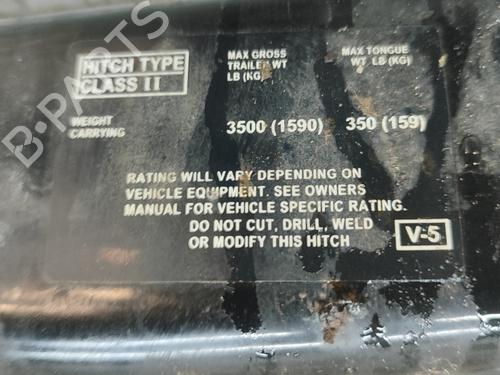 B-PARTS
HITCH TYPE
CLASS II
MAX GROSS
TRAILER WT
LB (KG)
MAX TONGUE
WT LB (KG)
WEIGHT
CARRYING
3500 (1590)
350 (159)
RATING WILL VARY DEPENDING ON
VEHICLE EQUIPMENT. SEE OWNERS
MANUAL FOR VEHICLE SPECIFIC RATING.
DO NOT CUT, DRILL, WELD
OR MODIFY THIS HITCH
V-5